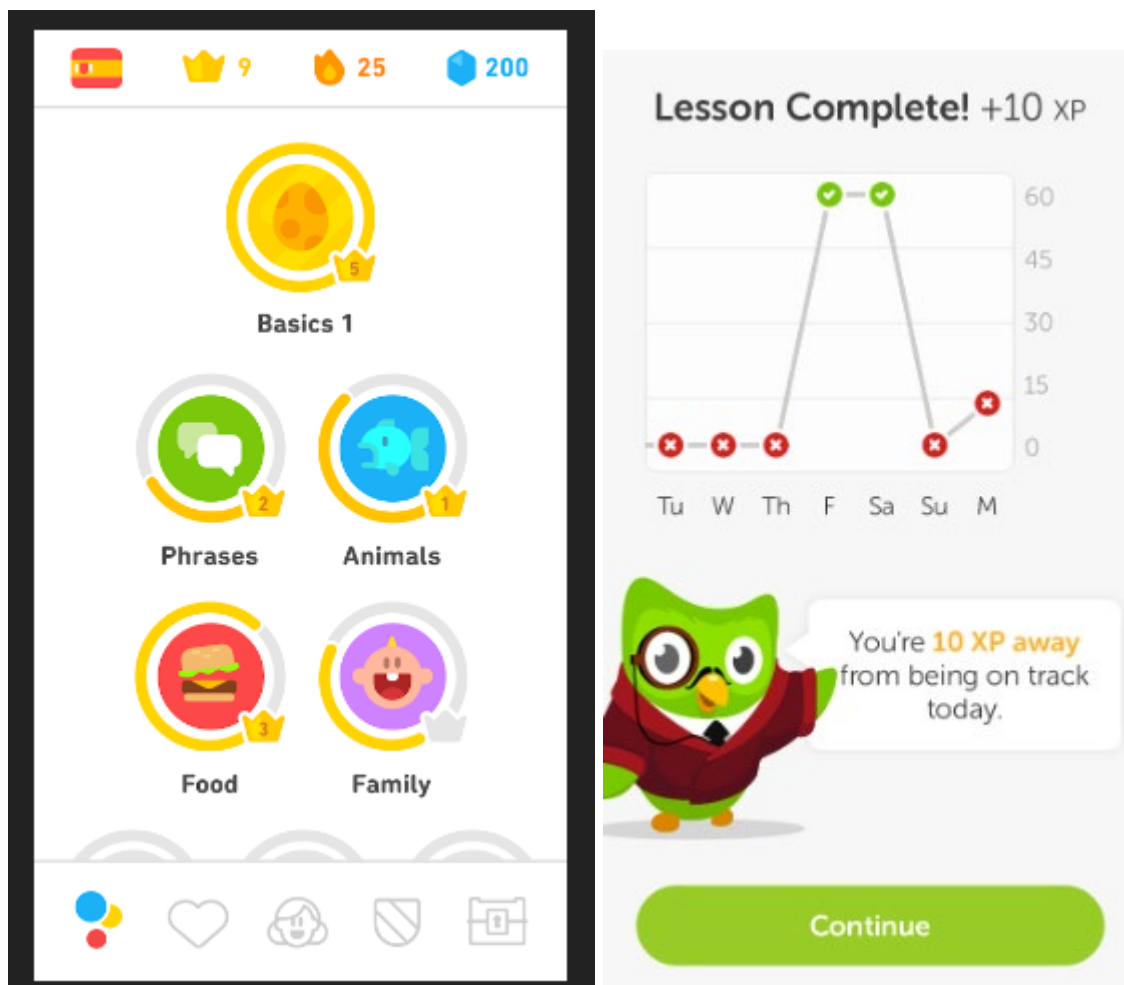 9 25 200
5
Basics 1
2 1
Phrases Animals
3
Food Family
Lesson Complete! +10 XP
60
45
30
15
0
Tu W Th F Sa Su M
You're 10 XP away
from being on track
today.
Continue